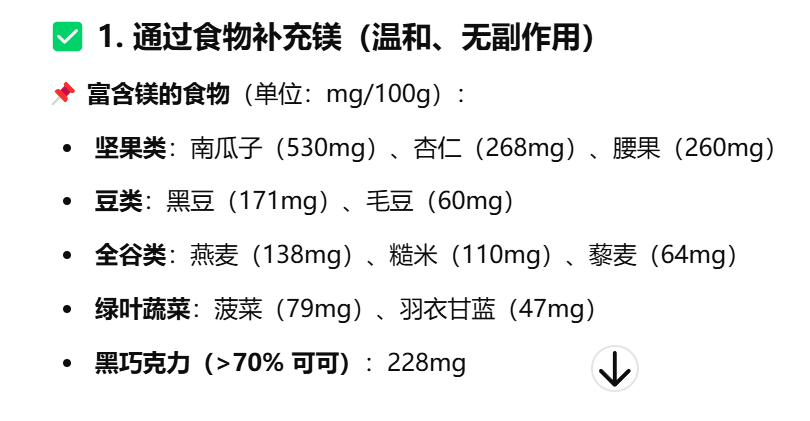 ✅ 1. 通过食物补充镁（温和、无副作用）
📌 富含镁的食物（单位：mg/100g）:
• 坚果类：南瓜子（530mg）、杏仁（268mg）、腰果（260mg）
• 豆类：黑豆（171mg）、毛豆（60mg）
• 全谷类：燕麦（138mg）、糙米（110mg）、藜麦（64mg）
• 绿叶蔬菜：菠菜（79mg）、羽衣甘蓝（47mg）
• 黑巧克力（>70% 可可）: 228mg